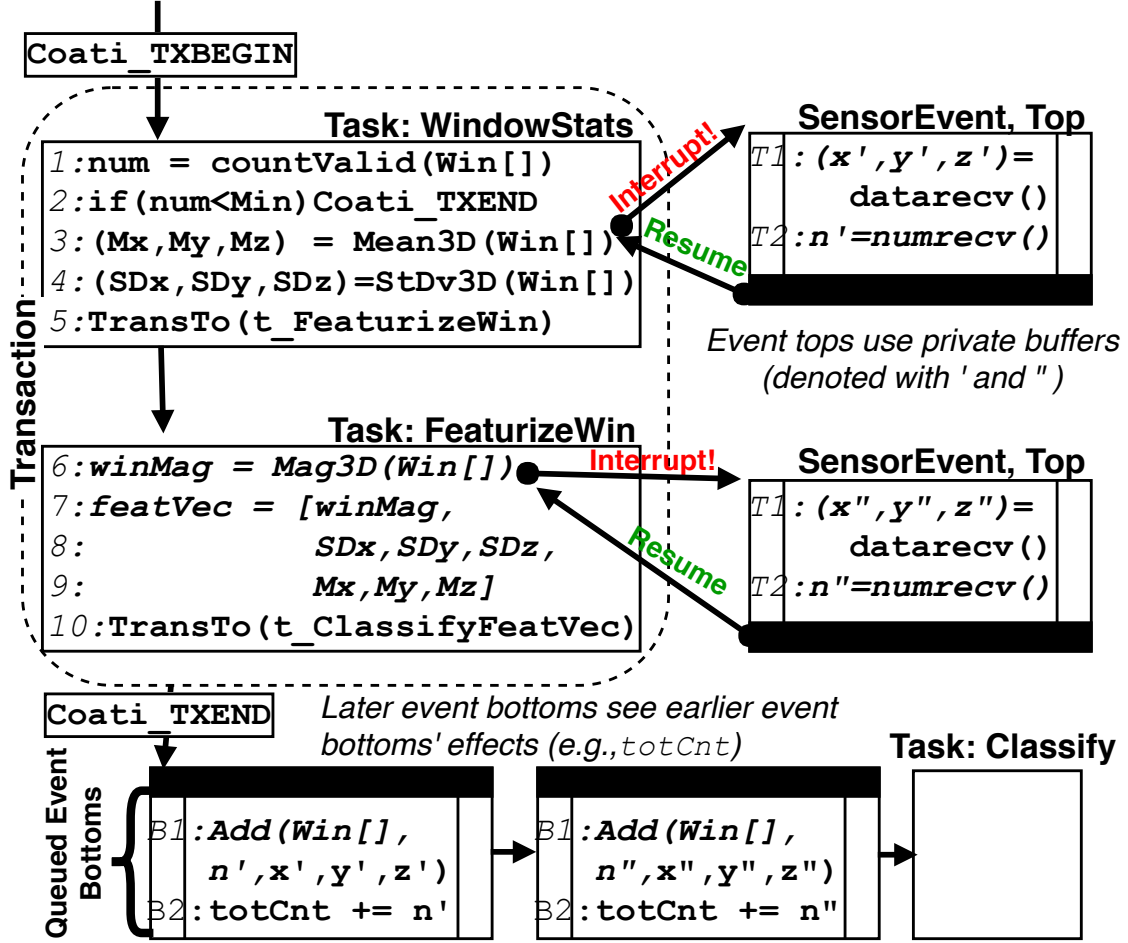 Coati_TXBEGIN
Task: WindowStats
1:num = countValid(Win[])
2:if(num<Min)Coati_TXEND
3:(Mx,My,Mz) = Mean3D(Win[])
4:(SDx,SDy,SDz)=StDv3D(Win[])
5:TransTo(t_FeaturizeWin)
Interrupt!
Resume
SensorEvent, Top
T1:(x',y',z')=
datarecv()
T2:n'=numrecv()
Event tops use private buffers
(denoted with ' and " )
Transaction
Task: FeaturizeWin
6:winMag = Mag3D(Win[])
7:featVec = [winMag,
8: SDx,SDy,SDz,
9: Mx,My,Mz]
10:TransTo(t_ClassifyFeatVec)
Interrupt!
Resume
SensorEvent, Top
T1:(x",y",z")=
datarecv()
T2:n"=numrecv()
Coati_TXEND
Later event bottoms see earlier event
bottoms' effects (e.g.,totCnt)
Queued Event
Bottoms
B1:Add(Win[],
n',x',y',z')
B2:totCnt += n'
B1:Add(Win[],
n",x",y",z")
B2:totCnt += n"
Task: Classify